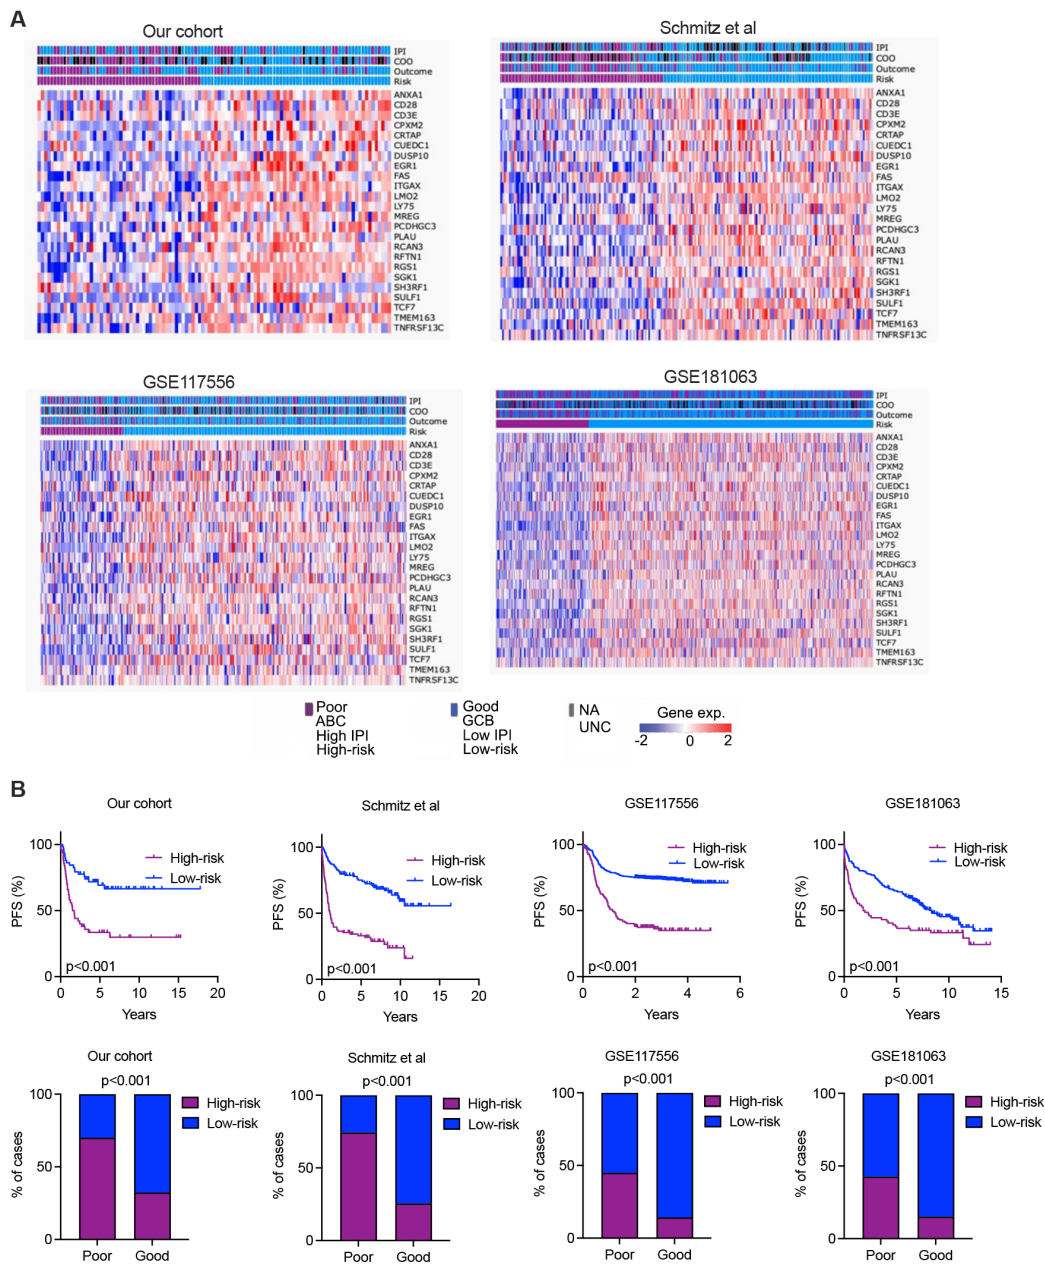 A
Our cohort
IPI
COO
Outcome
Risk
ANXA1
CD28
CD3E
CPXM2
CRTAP
CUEDC1
DUSP10
EGR1
FAS
ITGAX
LMO2
LY75
MREG
PCDHGC3
PLAU
RCAN3
RFTN1
RGS1
SGK1
SH3RF1
SULF1
TCF7
TMEM163
TNFRSF13C
Schmitz et al
IPI
COO
Outcome
Risk
ANXA1
CD28
CD3E
CPXM2
CRTAP
CUEDC1
DUSP10
EGR1
FAS
ITGAX
LMO2
LY75
MREG
PCDHGC3
PLAU
RCAN3
RFTN1
RGS1
SGK1
SH3RF1
SULF1
TCF7
TMEM163
TNFRSF13C
GSE117556
IPI
COO
Outcome
Risk
ANXA1
CD28
CD3E
CPXM2
CRTAP
CUEDC1
DUSP10
EGR1
FAS
ITGAX
LMO2
LY75
MREG
PCDHGC3
PLAU
RCAN3
RFTN1
RGS1
SGK1
SH3RF1
SULF1
TCF7
TMEM163
TNFRSF13C
GSE181063
IPI
COO
Outcome
Risk
ANXA1
CD28
CD3E
CPXM2
CRTAP
CUEDC1
DUSP10
EGR1
FAS
ITGAX
LMO2
LY75
MREG
PCDHGC3
PLAU
RCAN3
RFTN1
RGS1
SGK1
SH3RF1
SULF1
TCF7
TMEM163
TNFRSF13C
Poor
ABC
High IPI
High-risk
Good
GCB
Low IPI
Low-risk
NA
UNC
Gene exp.
-2 0 2
B
Our cohort
PFS (%)
100
50
0
High-risk
Low-risk
p<0.001
0 5 10 15 20
Years
Schmitz et al
PFS (%)
100
50
0
High-risk
Low-risk
p<0.001
0 5 10 15 20
Years
GSE117556
PFS (%)
100
50
0
High-risk
Low-risk
p<0.001
0 2 4 6
Years
GSE181063
PFS (%)
100
50
0
High-risk
Low-risk
p<0.001
0 5 10 15
Years
Our cohort
p<0.001
% of cases
100
50
0
High-risk
Low-risk
Poor Good
Schmitz et al
p<0.001
% of cases
100
50
0
High-risk
Low-risk
Poor Good
GSE117556
p<0.001
% of cases
100
50
0
High-risk
Low-risk
Poor Good
GSE181063
p<0.001
% of cases
100
50
0
High-risk
Low-risk
Poor Good